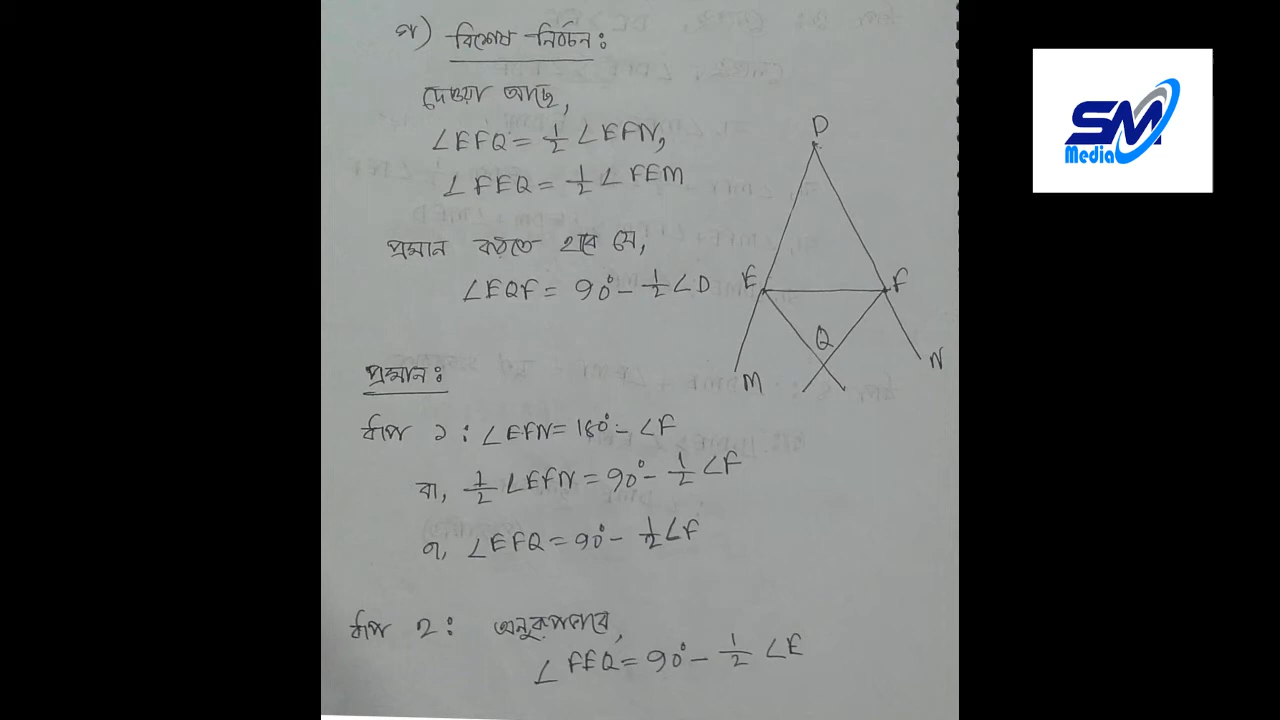 গ) বিশেষ নির্বচন:
দেওয়া আছে,
∠EFQ = 1/2 ∠EFN,
∠FEQ = 1/2 ∠FEM
প্রমান করতে হবে যে,
∠EQF = 90° - 1/2 ∠D
প্রমান:
ধাপ ১: ∠EFN = 180° - ∠F
বা, 1/2 ∠EFN = 90° - 1/2 ∠F
বা, ∠EFQ = 90° - 1/2 ∠F
ধাপ ২: অনুরূপভাবে,
∠FEQ = 90° - 1/2 ∠E
D
E
F
Q
M
N
SM
Media